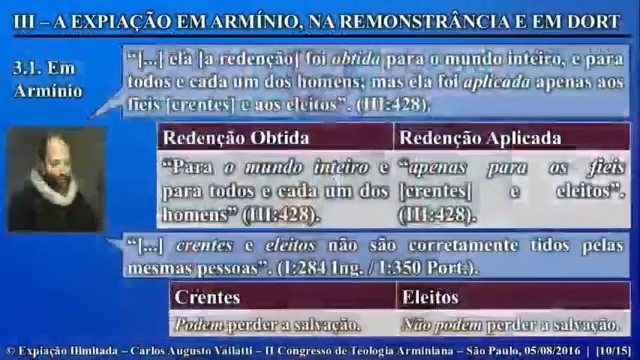 III – A EXPIAÇÃO EM ARMÍNIO, NA REMONSTRÂNCIA E EM DORT
3.1. Em
Armínio
“[...] ela [a redenção] foi obtida para o mundo inteiro, e para
todos e cada um dos homens; mas ela foi aplicada apenas aos
fieis [crentes] e aos eleitos”. (III:428).
Redenção Obtida
“Para o mundo inteiro e
para todos e cada um dos
homens” (III:428).
Redenção Aplicada
“apenas para os fieis
[crentes] e eleitos”.
(III:428).
“[...] crentes e eleitos não são corretamente tidos pelas
mesmas pessoas”. (I:284 Ing. / I:350 Port.).
Crentes
Podem perder a salvação.
Eleitos
Não podem perder a salvação.
© Expiação Ilimitada – Carlos Augusto Vailatti – II Congresso de Teologia Arminiana – São Paulo, 05/08/2016 | [10/15]